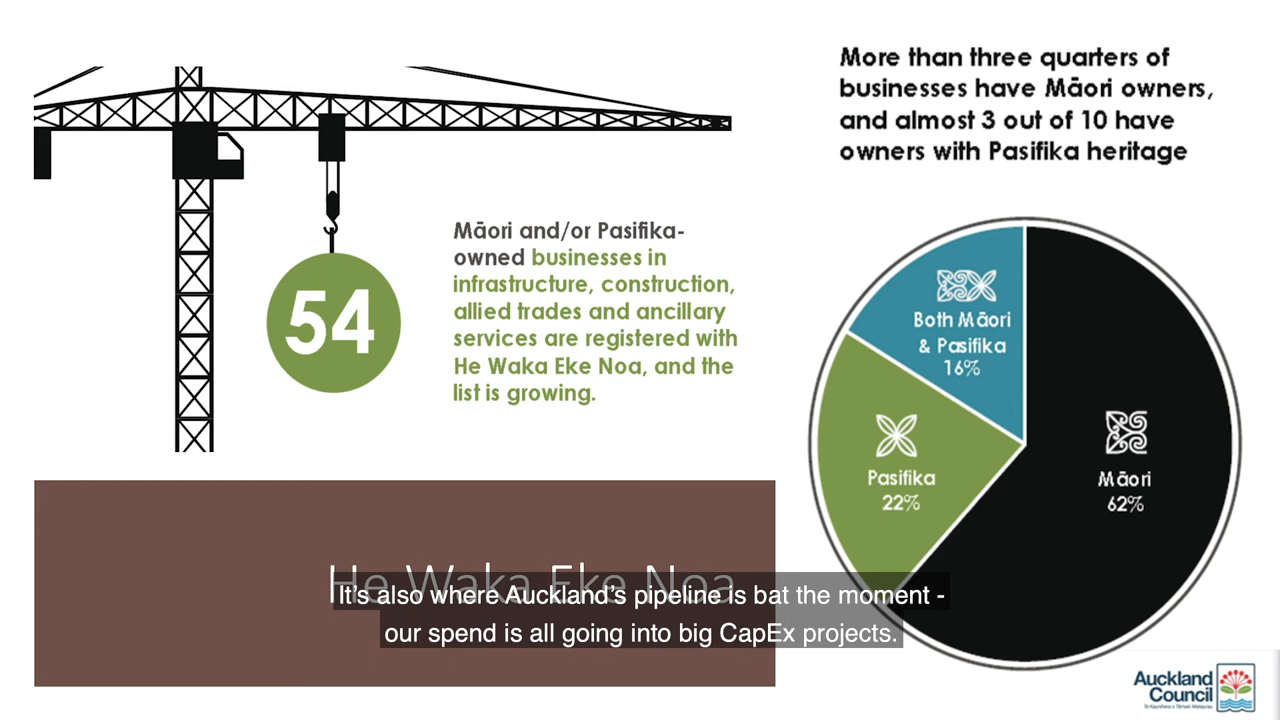 More than three quarters of
businesses have Māori owners,
and almost 3 out of 10 have
owners with Pasifika heritage
54
Māori and/or Pasifika-
owned businesses in
infrastructure, construction,
allied trades and ancillary
services are registered with
He Waka Eke Noa, and the
list is growing.
Both Māori
& Pasifika
16%
Pasifika
22%
Māori
62%
He Waka Eke Noa
It's also where Auckland's pipeline is bat the moment -
our spend is all going into big CapEx projects.
Auckland
Council
Te Kaunihera o Tāmaki Makaurau